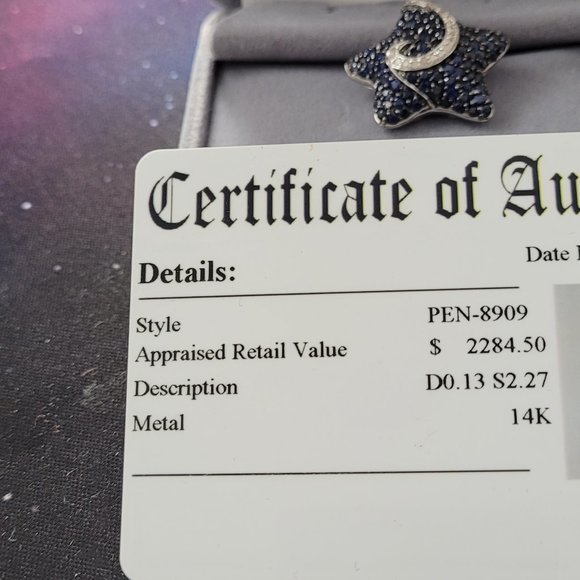 Certificate of Au
Date
Details:
Style PEN-8909
Appraised Retail Value $ 2284.50
Description D0.13 S2.27
Metal 14K